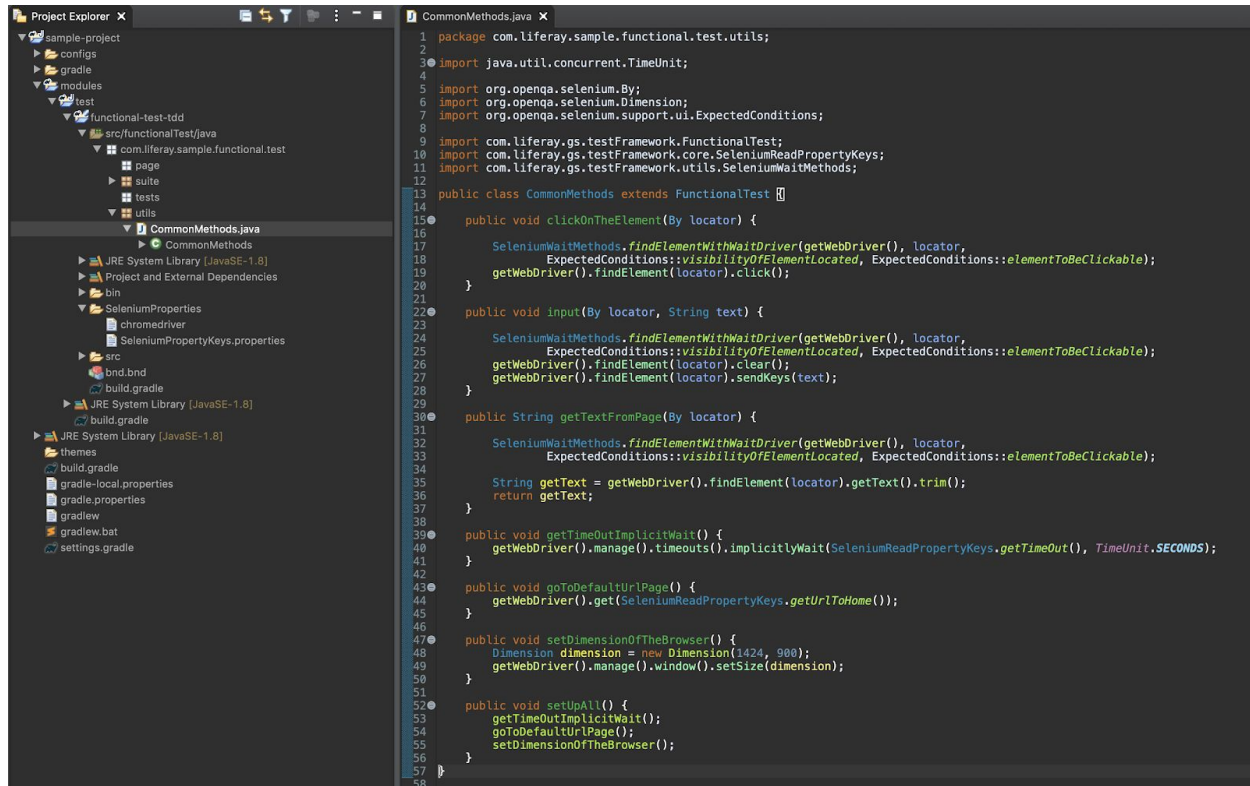 Project Explorer
sample-project
configs
gradle
modules
test
functional-test-tdd
src/functionalTest/java
com.liferay.sample.functional.test
page
suite
tests
utils
CommonMethods.java
CommonMethods
JRE System Library [JavaSE-1.8]
Project and External Dependencies
bin
SeleniumProperties
chromedriver
SeleniumPropertyKeys.properties
src
bnd.bnd
build.gradle
JRE System Library [JavaSE-1.8]
build.gradle
JRE System Library [JavaSE-1.8]
themes
build.gradle
gradle-local.properties
gradle.properties
gradlew
gradlew.bat
settings.gradle
CommonMethods.java
1 package com.liferay.sample.functional.test.utils;
2
3 import java.util.concurrent.TimeUnit;
4
5 import org.openqa.selenium.By;
6 import org.openqa.selenium.Dimension;
7 import org.openqa.selenium.support.ui.ExpectedConditions;
8
9 import com.liferay.gs.testFramework.FunctionalTest;
10 import com.liferay.gs.testFramework.core.SeleniumReadPropertyKeys;
11 import com.liferay.gs.testFramework.utils.SeleniumWaitMethods;
12
13 public class CommonMethods extends FunctionalTest {
14
15 public void clickOnTheElement(By locator) {
16
17 SeleniumWaitMethods.findElementWithWaitDriver(getWebDriver(), locator,
18 ExpectedConditions::visibilityOfElementLocated, ExpectedConditions::elementToBeClickable);
19 getWebDriver().findElement(locator).click();
20 }
21
22 public void input(By locator, String text) {
23
24 SeleniumWaitMethods.findElementWithWaitDriver(getWebDriver(), locator,
25 ExpectedConditions::visibilityOfElementLocated, ExpectedConditions::elementToBeClickable);
26 getWebDriver().findElement(locator).clear();
27 getWebDriver().findElement(locator).sendKeys(text);
28 }
29
30 public String getTextFromPage(By locator) {
31
32 SeleniumWaitMethods.findElementWithWaitDriver(getWebDriver(), locator,
33 ExpectedConditions::visibilityOfElementLocated, ExpectedConditions::elementToBeClickable);
34
35 String getText = getWebDriver().findElement(locator).getText().trim();
36 return getText;
37 }
38
39 public void getTimeOutImplicitWait() {
40 getWebDriver().manage().timeouts().implicitlyWait(SeleniumReadPropertyKeys.getTimeOut(), TimeUnit.SECONDS);
41 }
42
43 public void goToDefaultUrlPage() {
44 getWebDriver().get(SeleniumReadPropertyKeys.getUrlToHome());
45 }
46
47 public void setDimensionOfTheBrowser() {
48 Dimension dimension = new Dimension(1424, 900);
49 getWebDriver().manage().window().setSize(dimension);
50 }
51
52 public void setUpAll() {
53 getTimeOutImplicitWait();
54 goToDefaultUrlPage();
55 setDimensionOfTheBrowser();
56 }
57 }
58